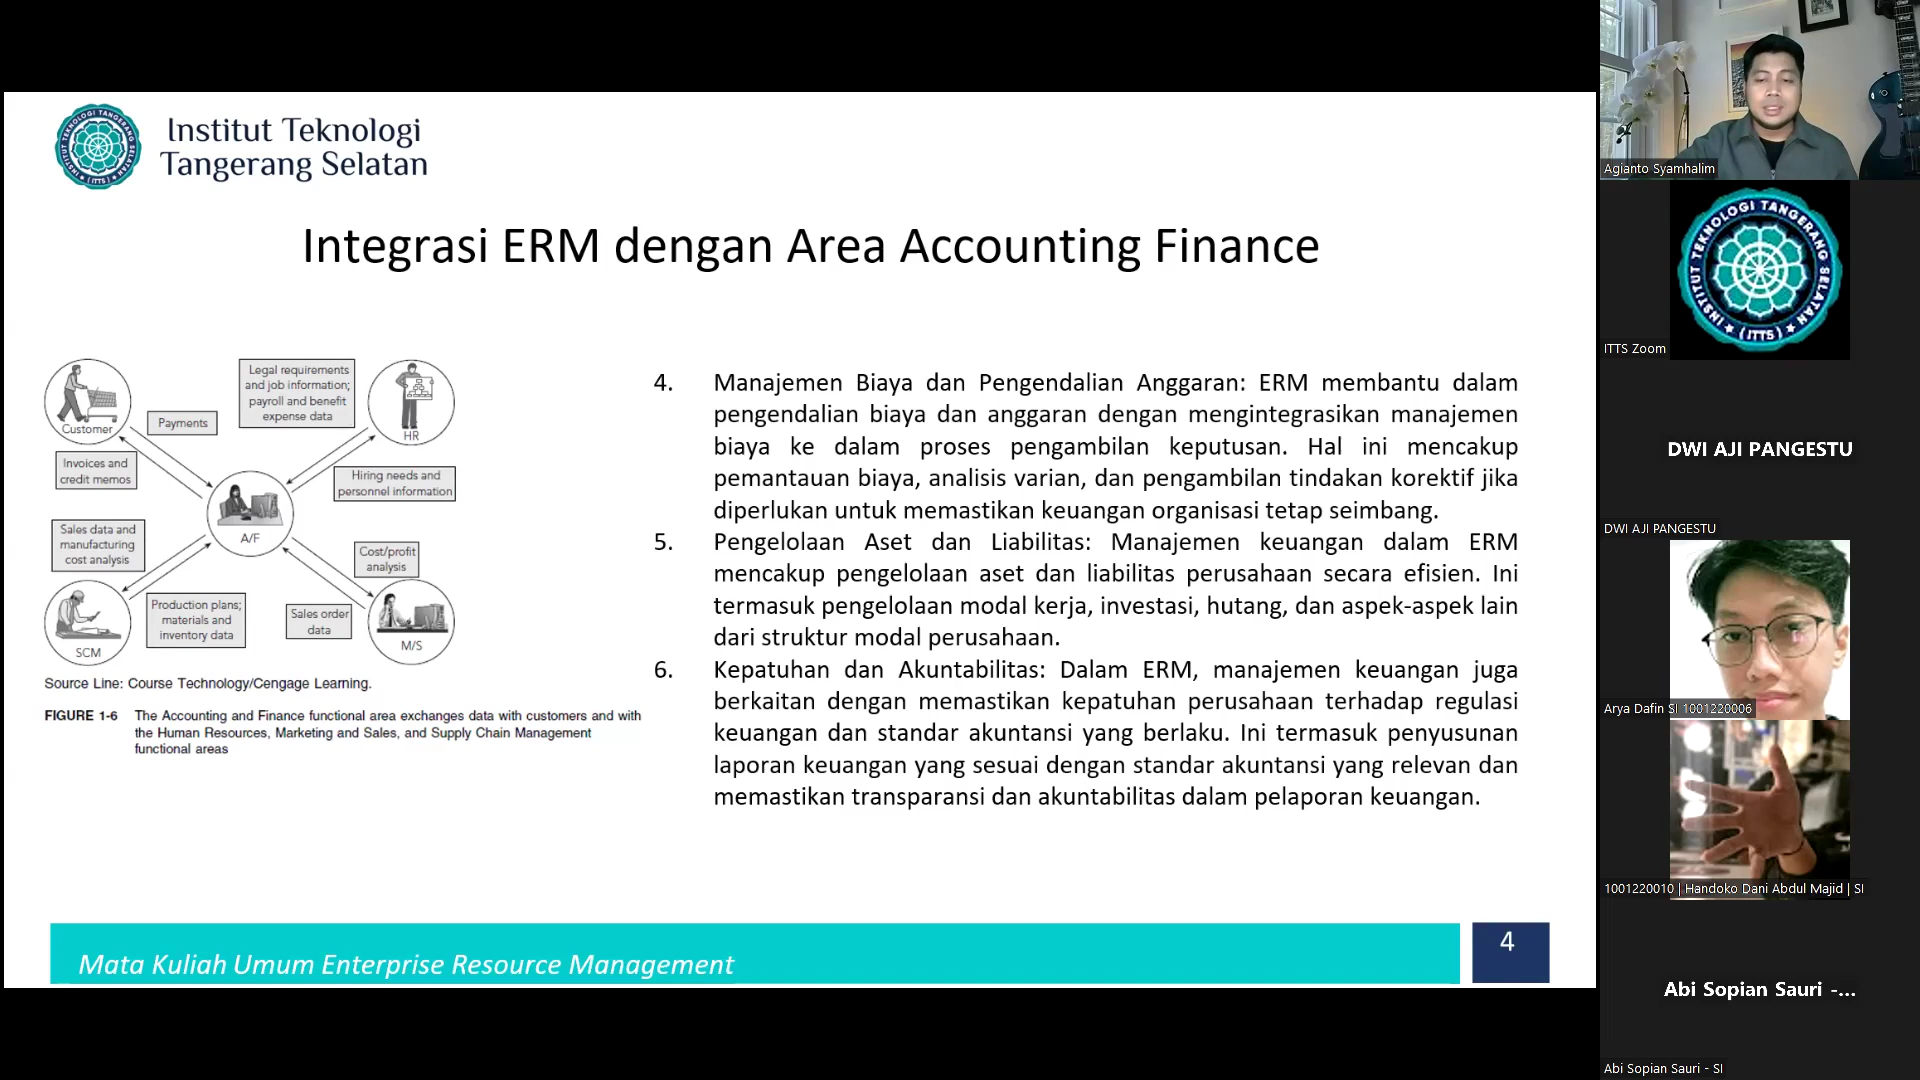 Institut Teknologi
Tangerang Selatan
Integrasi ERM dengan Area Accounting Finance
Customer
Payments
Legal requirements
and job information;
payroll and benefit
expense data
HR
Invoices and
credit memos
Hiring needs and
personnel information
A/F
Sales data and
manufacturing
cost analysis
Cost/profit
analysis
SCM
Production plans;
materials and
inventory data
Sales order
data
M/S
Source Line: Course Technology/Cengage Learning.
FIGURE 1-6 The Accounting and Finance functional area exchanges data with customers and with
the Human Resources, Marketing and Sales, and Supply Chain Management
functional areas
4. Manajemen Biaya dan Pengendalian Anggaran: ERM membantu dalam
pengendalian biaya dan anggaran dengan mengintegrasikan manajemen
biaya ke dalam proses pengambilan keputusan. Hal ini mencakup
pemantauan biaya, analisis varian, dan pengambilan tindakan korektif jika
diperlukan untuk memastikan keuangan organisasi tetap seimbang.
5. Pengelolaan Aset dan Liabilitas: Manajemen keuangan dalam ERM
mencakup pengelolaan aset dan liabilitas perusahaan secara efisien. Ini
termasuk pengelolaan modal kerja, investasi, hutang, dan aspek-aspek lain
dari struktur modal perusahaan.
6. Kepatuhan dan Akuntabilitas: Dalam ERM, manajemen keuangan juga
berkaitan dengan memastikan kepatuhan perusahaan terhadap regulasi
keuangan dan standar akuntansi yang berlaku. Ini termasuk penyusunan
laporan keuangan yang sesuai dengan standar akuntansi yang relevan dan
memastikan transparansi dan akuntabilitas dalam pelaporan keuangan.
Mata Kuliah Umum Enterprise Resource Management
4
Agianto Syamhalim
INSTITUT TEKNOLOGI TANGERANG SELATAN
(ITTS)
ITTS Zoom
DWI AJI PANGESTU
DWI AJI PANGESTU
Arya Dafin SI 1001220006
1001220010 | Handoko Dani Abdul Majid | SI
Abi Sopian Sauri -...
Abi Sopian Sauri - SI